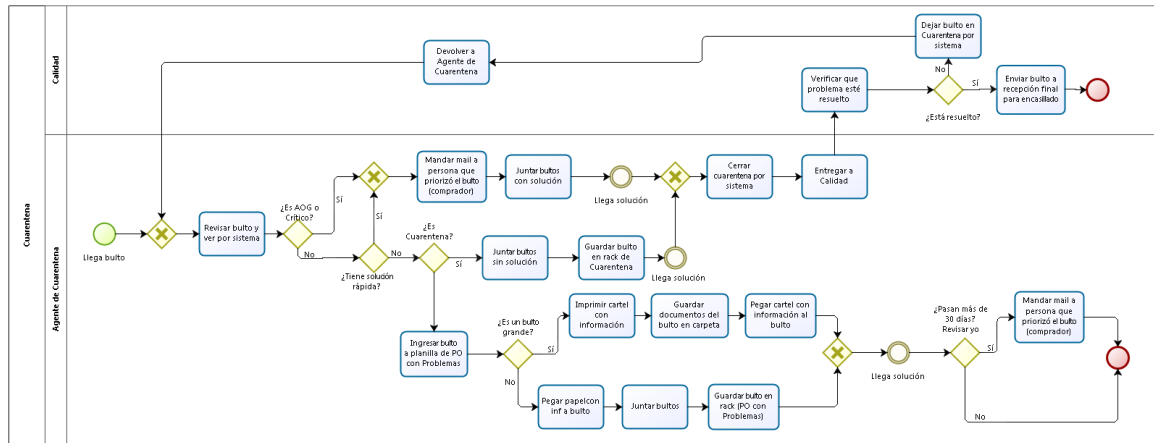 Cuarentena
Calidad
Devolver a
Agente de
Cuarentena
Dejar bulto en
Cuarentena por
sistema
No
Verificar que
problema esté
resuelto
Sí
¿Está resuelto?
Enviar bulto a
recepción final
para encasillado
Agente de Cuarentena
Llega bulto
Revisar bulto y
ver por sistema
¿Es AOG o
Crítico?
Sí
No
Sí
¿Tiene solución
rápida?
No
Mandar mail a
persona que
priorizó el bulto
(comprador)
Juntar bultos
con solución
Llega solución
Cerrar
cuarentena por
sistema
Entregar a
Calidad
¿Es
Cuarentena?
Sí
Juntar bultos
sin solución
Guardar bulto
en rack de
Cuarentena
Llega solución
Ingresar bulto
a planilla de PO
con Problemas
¿Es un bulto
grande?
Sí
No
Imprimir cartel
con
información
Guardar
documentos del
bulto en carpeta
Pegar cartel con
información al
bulto
Pegar papelcon
inf a bulto
Juntar bultos
Guardar bulto en
rack (PO con
Problemas)
Llega solución
¿Pasan más de
30 días?
Revisar yo
Sí
No
Mandar mail a
persona que
priorizó el bulto
(comprador)